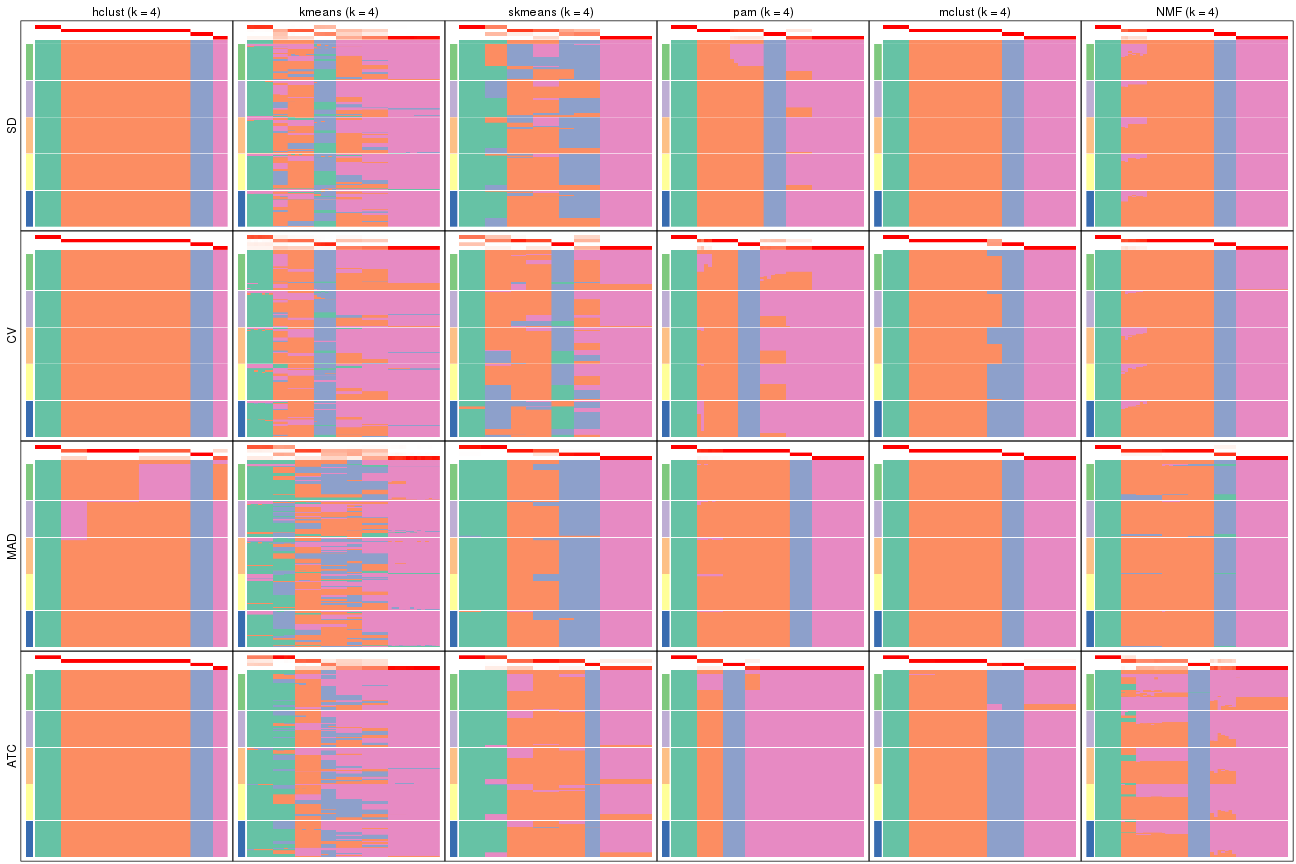 hclust (k = 4)
kmeans (k = 4)
skmeans (k = 4)
pam (k = 4)
mclust (k = 4)
NMF (k = 4)
SD
CV
MAD
ATC